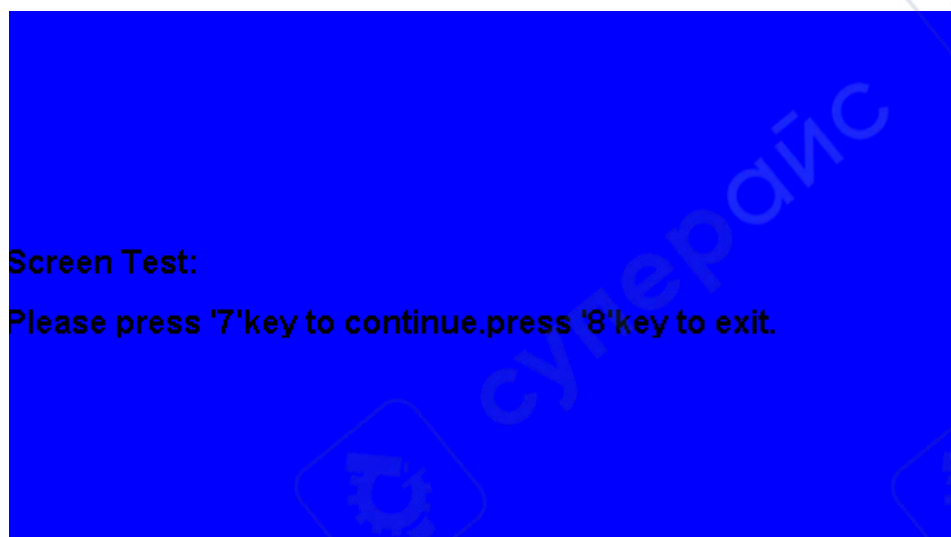 Screen Test:
Please press '7'key to continue.press '8'key to exit.
суперайс